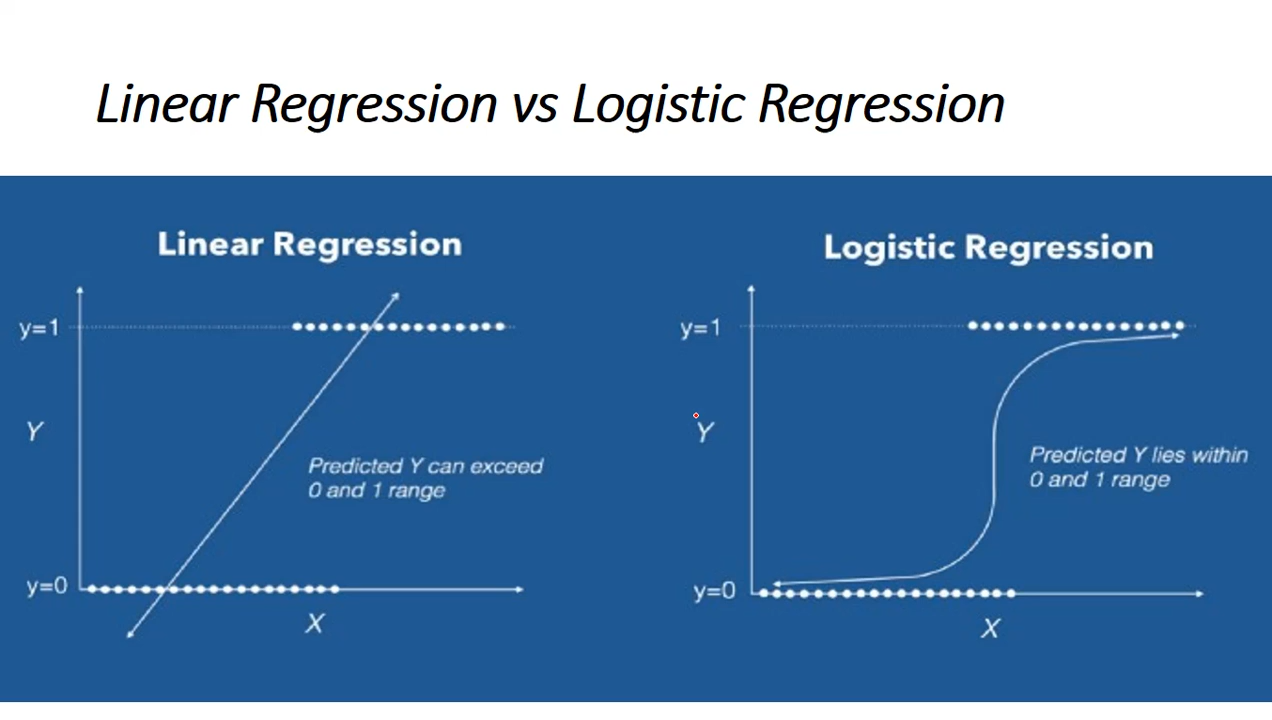 Linear Regression vs Logistic Regression
Linear Regression
y=1
Y
Predicted Y can exceed
0 and 1 range
y=0
X
Logistic Regression
y=1
Y
Predicted Y lies within
0 and 1 range
y=0
X